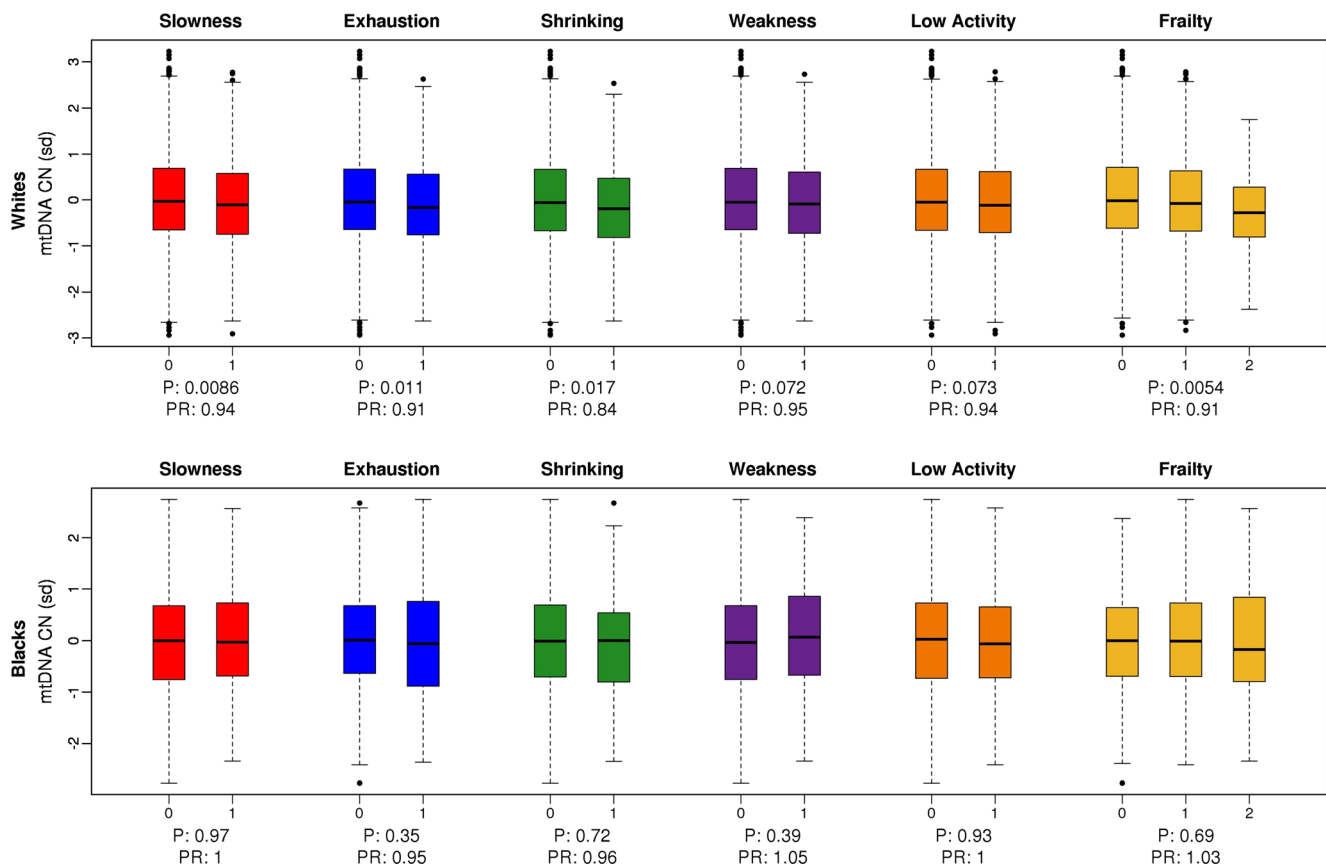 Slowness Exhaustion Shrinking Weakness Low Activity Frailty
Whites
mtDNA CN (sd)
3
2
1
0
-1
-2
-3
0 1 0 1 0 1 0 1 0 1 0 1 2
P: 0.0086 P: 0.011 P: 0.017 P: 0.072 P: 0.073 P: 0.0054
PR: 0.94 PR: 0.91 PR: 0.84 PR: 0.95 PR: 0.94 PR: 0.91
Slowness Exhaustion Shrinking Weakness Low Activity Frailty
Blacks
mtDNA CN (sd)
2
1
0
-1
-2
0 1 0 1 0 1 0 1 0 1 0 1 2
P: 0.97 P: 0.35 P: 0.72 P: 0.39 P: 0.93 P: 0.69
PR: 1 PR: 0.95 PR: 0.96 PR: 1.05 PR: 1 PR: 1.03